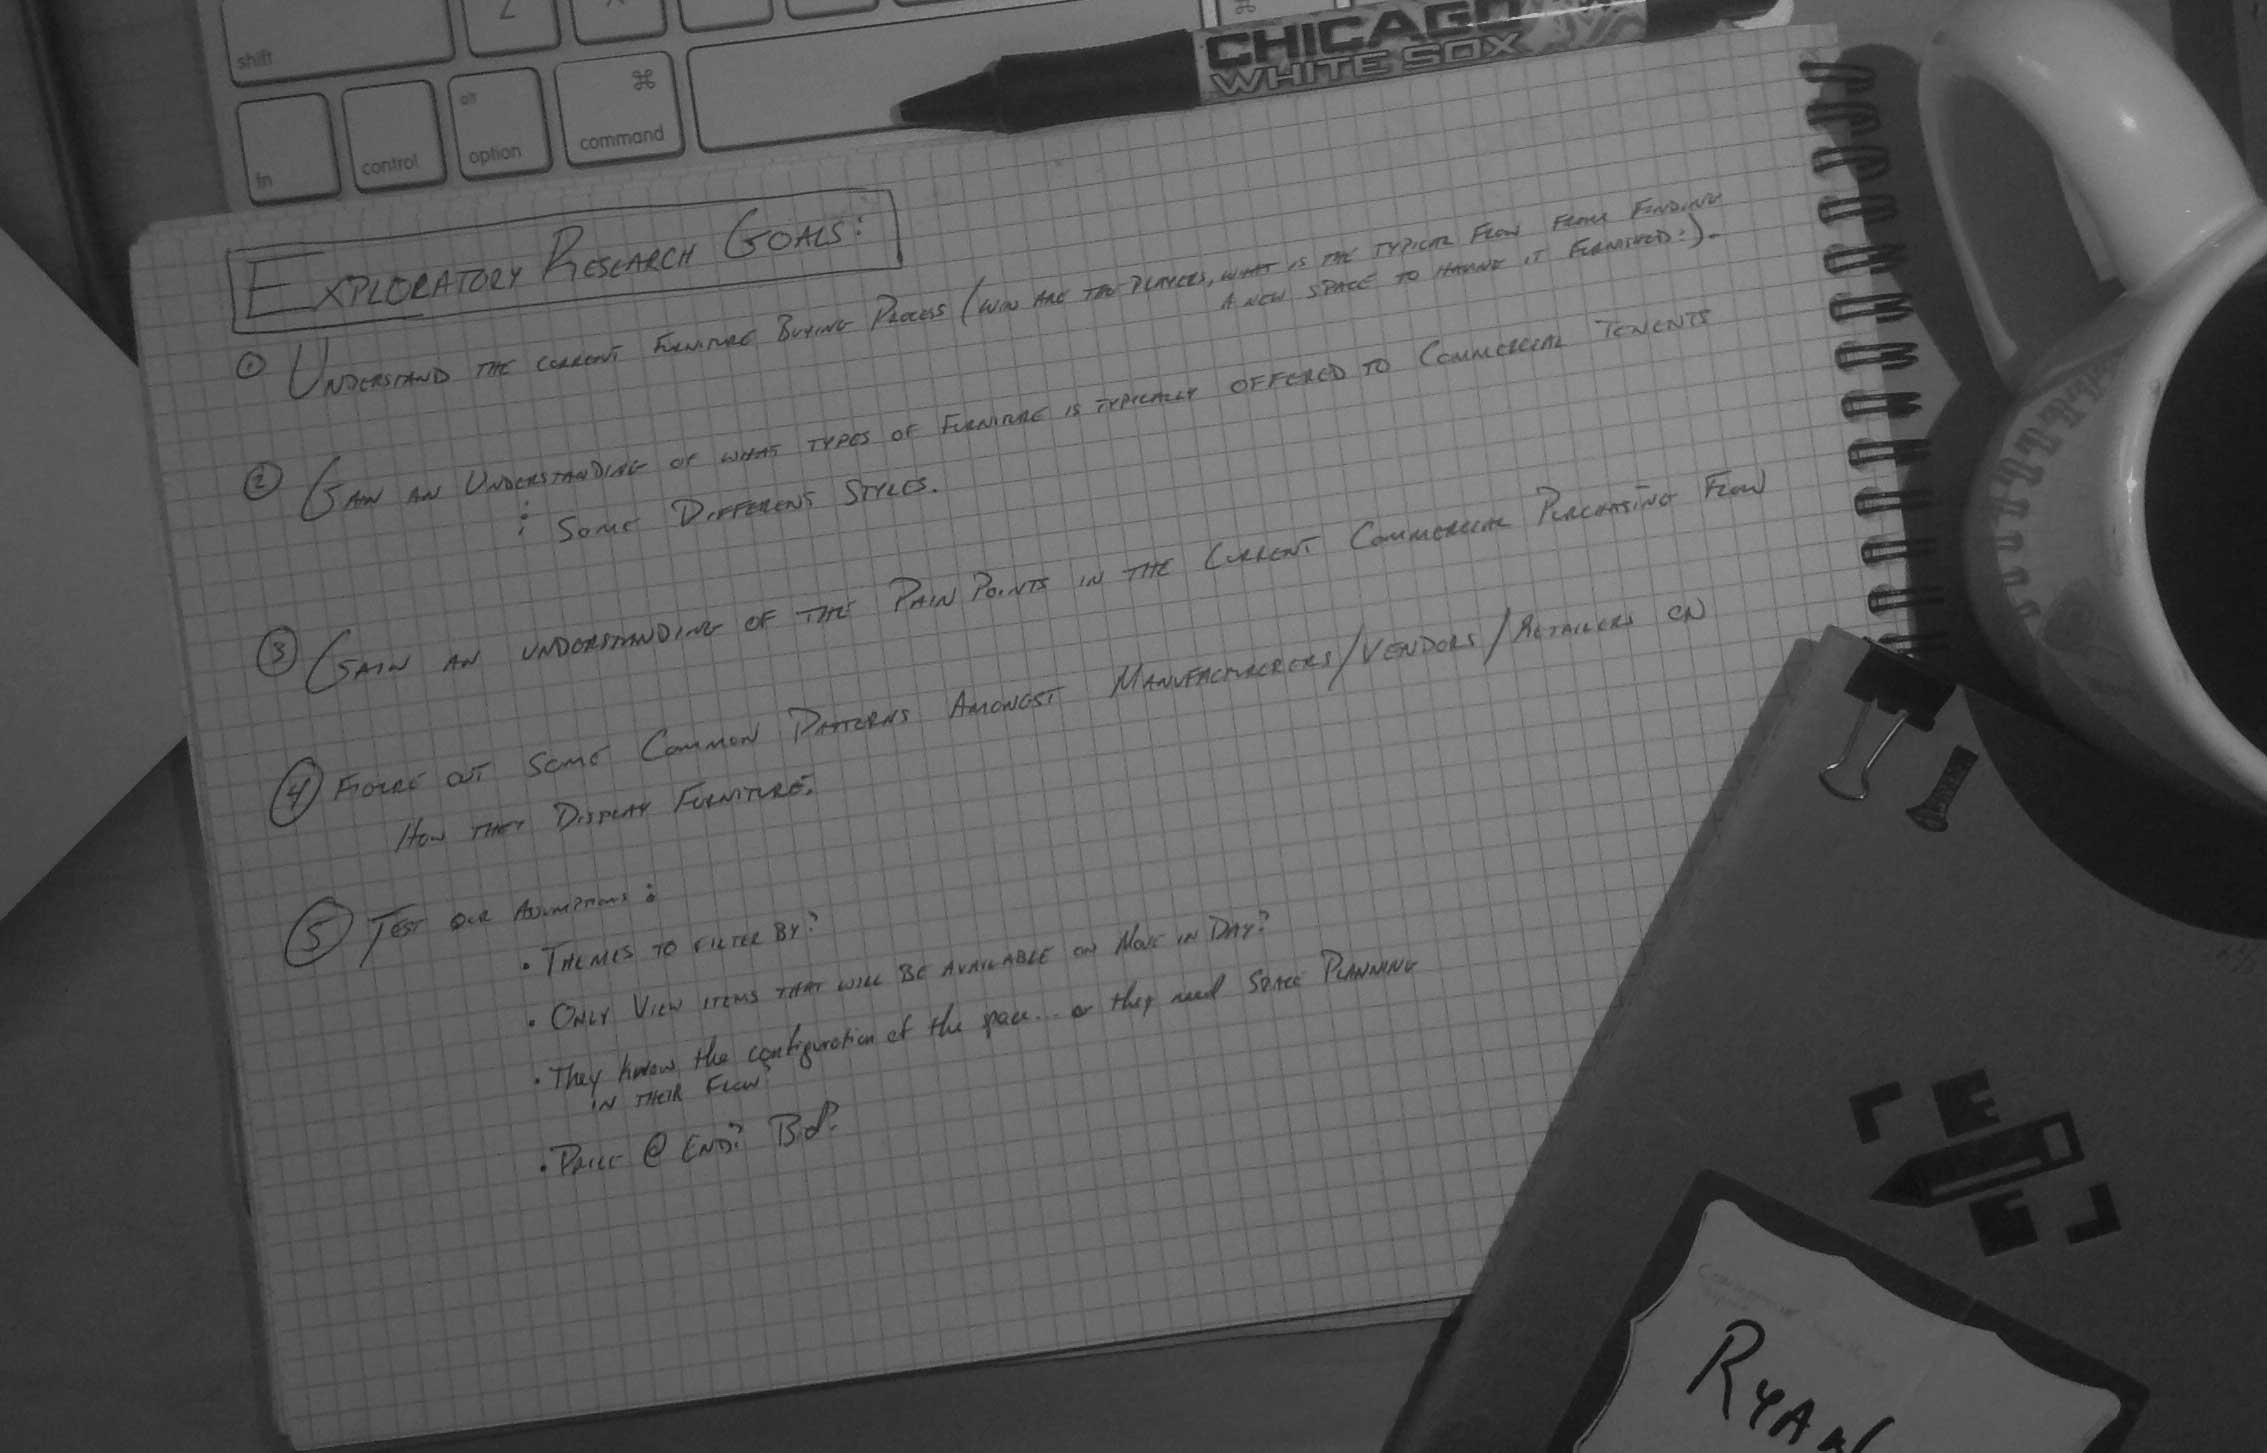 shift
Z
X
⌘
fn
control
alt
option
⌘
command
CHICAGO
WHITE SOX
EXPLORATORY RESEARCH GOALS:
① UNDERSTAND THE CURRENT FURNITURE BUYING PROCESS (WHO ARE THE PLAYERS, WHAT IS THE TYPICAL FLOW FROM FINDING
A NEW SPACE TO HAVING IT FURNISHED?).
② GAIN AN UNDERSTANDING OF WHAT TYPES OF FURNITURE IS TYPICALLY OFFERED TO COMMERCIAL TENENTS
: SOME DIFFERENT STYLES.
③ GAIN AN UNDERSTANDING OF THE PAIN POINTS IN THE CURRENT COMMERCIAL PURCHASING FLOW
④ FIGURE OUT SOME COMMON PATTERNS AMONGST MANUFACTURERERS/VENDORS/RETAILERS ON
HOW THEY DISPLAY FURNITURE.
⑤ TEST OUR ASSUMPTIONS:
• THEMES TO FILTER BY?
• ONLY VIEW ITEMS THAT WILL BE AVAILABLE ON MOVE IN DAY?
• They know the configuration of the space... or they need SPACE PLANNING
IN THEIR FLOW?
• PRICE @ END? Bid?
RYAN